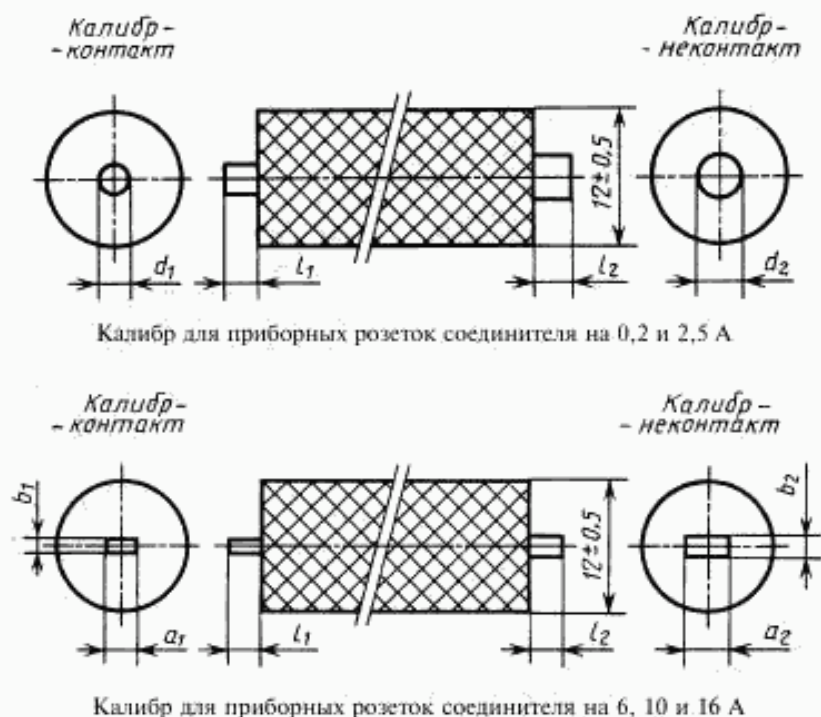 Калибр-
-контакт
Калибр-
-неконтакт
12±0,5
d₁
l₁
l₂
d₂
Калибр для приборных розеток соединителя на 0,2 и 2,5 А
Калибр-
-контакт
Калибр-
-неконтакт
b₁
b₂
12±0,5
a₁
l₁
l₂
a₂
Калибр для приборных розеток соединителя на 6, 10 и 16 А